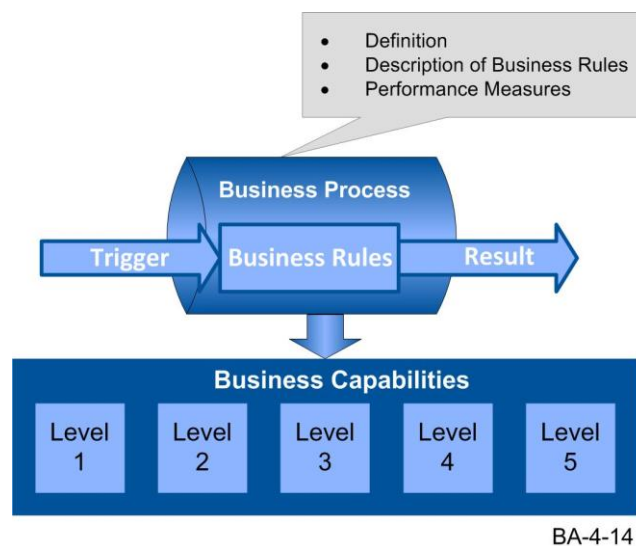 • Definition
• Description of Business Rules
• Performance Measures
Business Process
Trigger
Business Rules
Result
Business Capabilities
Level
1
Level
2
Level
3
Level
4
Level
5
BA-4-14